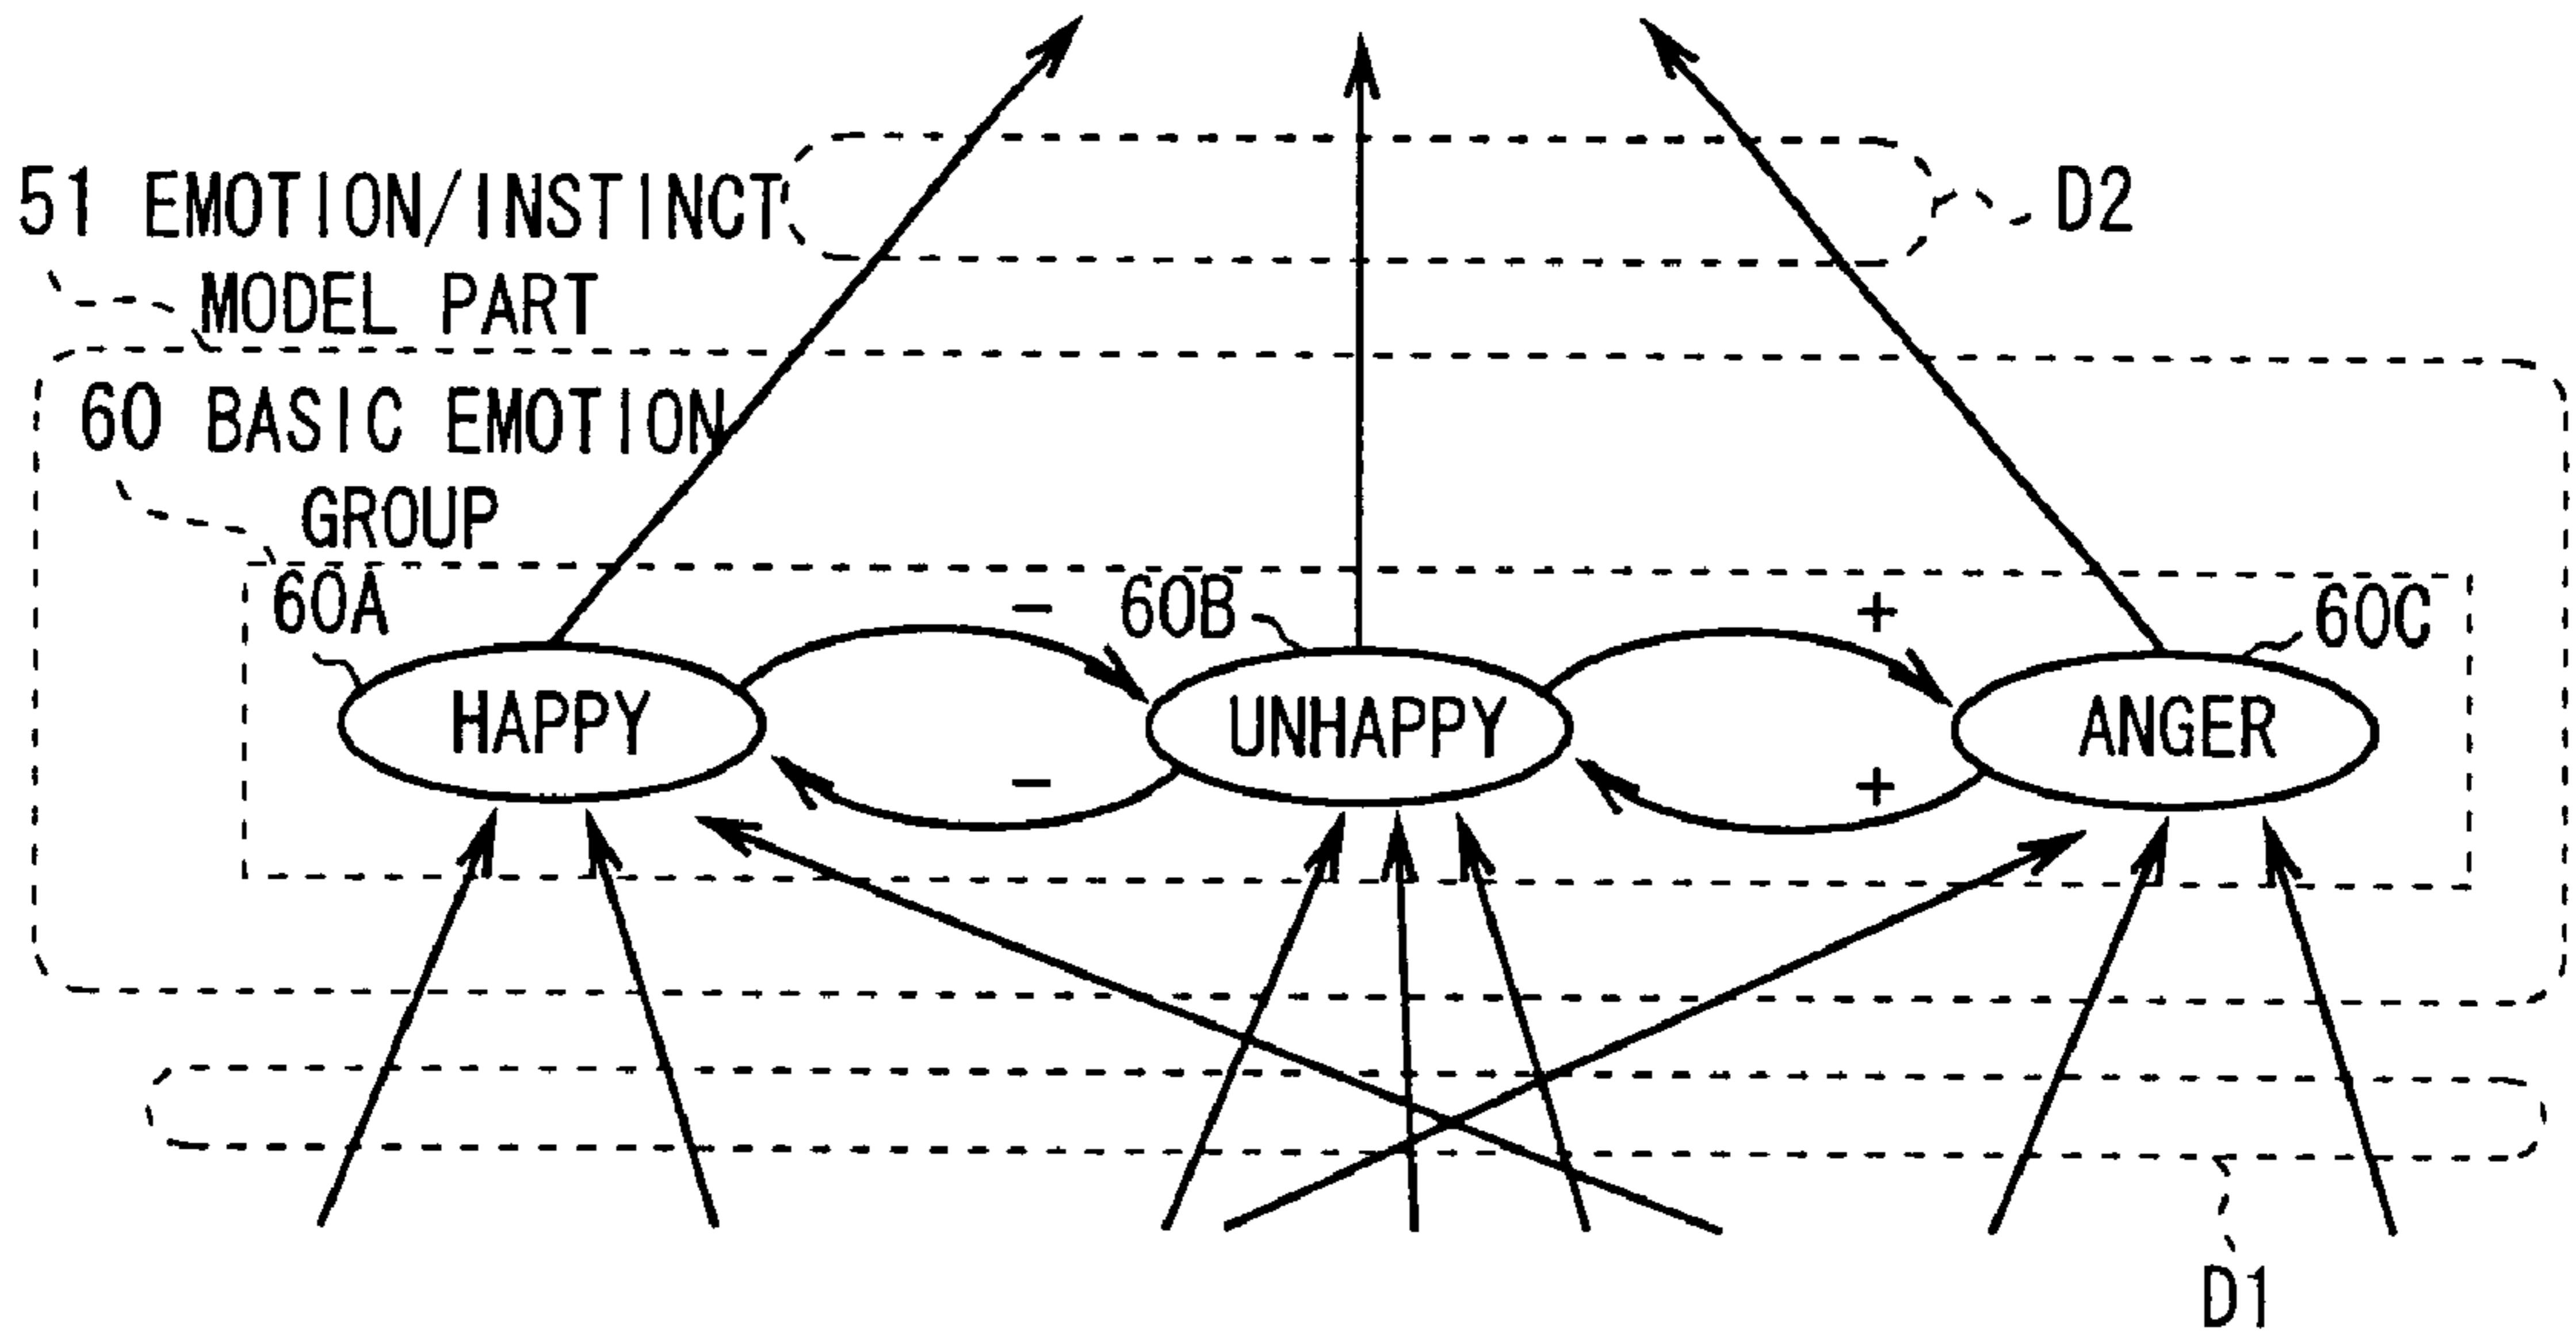 51 EMOTION/INSTINCT
MODEL PART
D2
60 BASIC EMOTION
GROUP
60A
-
60B
+
60C
HAPPY
UNHAPPY
ANGER
-
+
D1